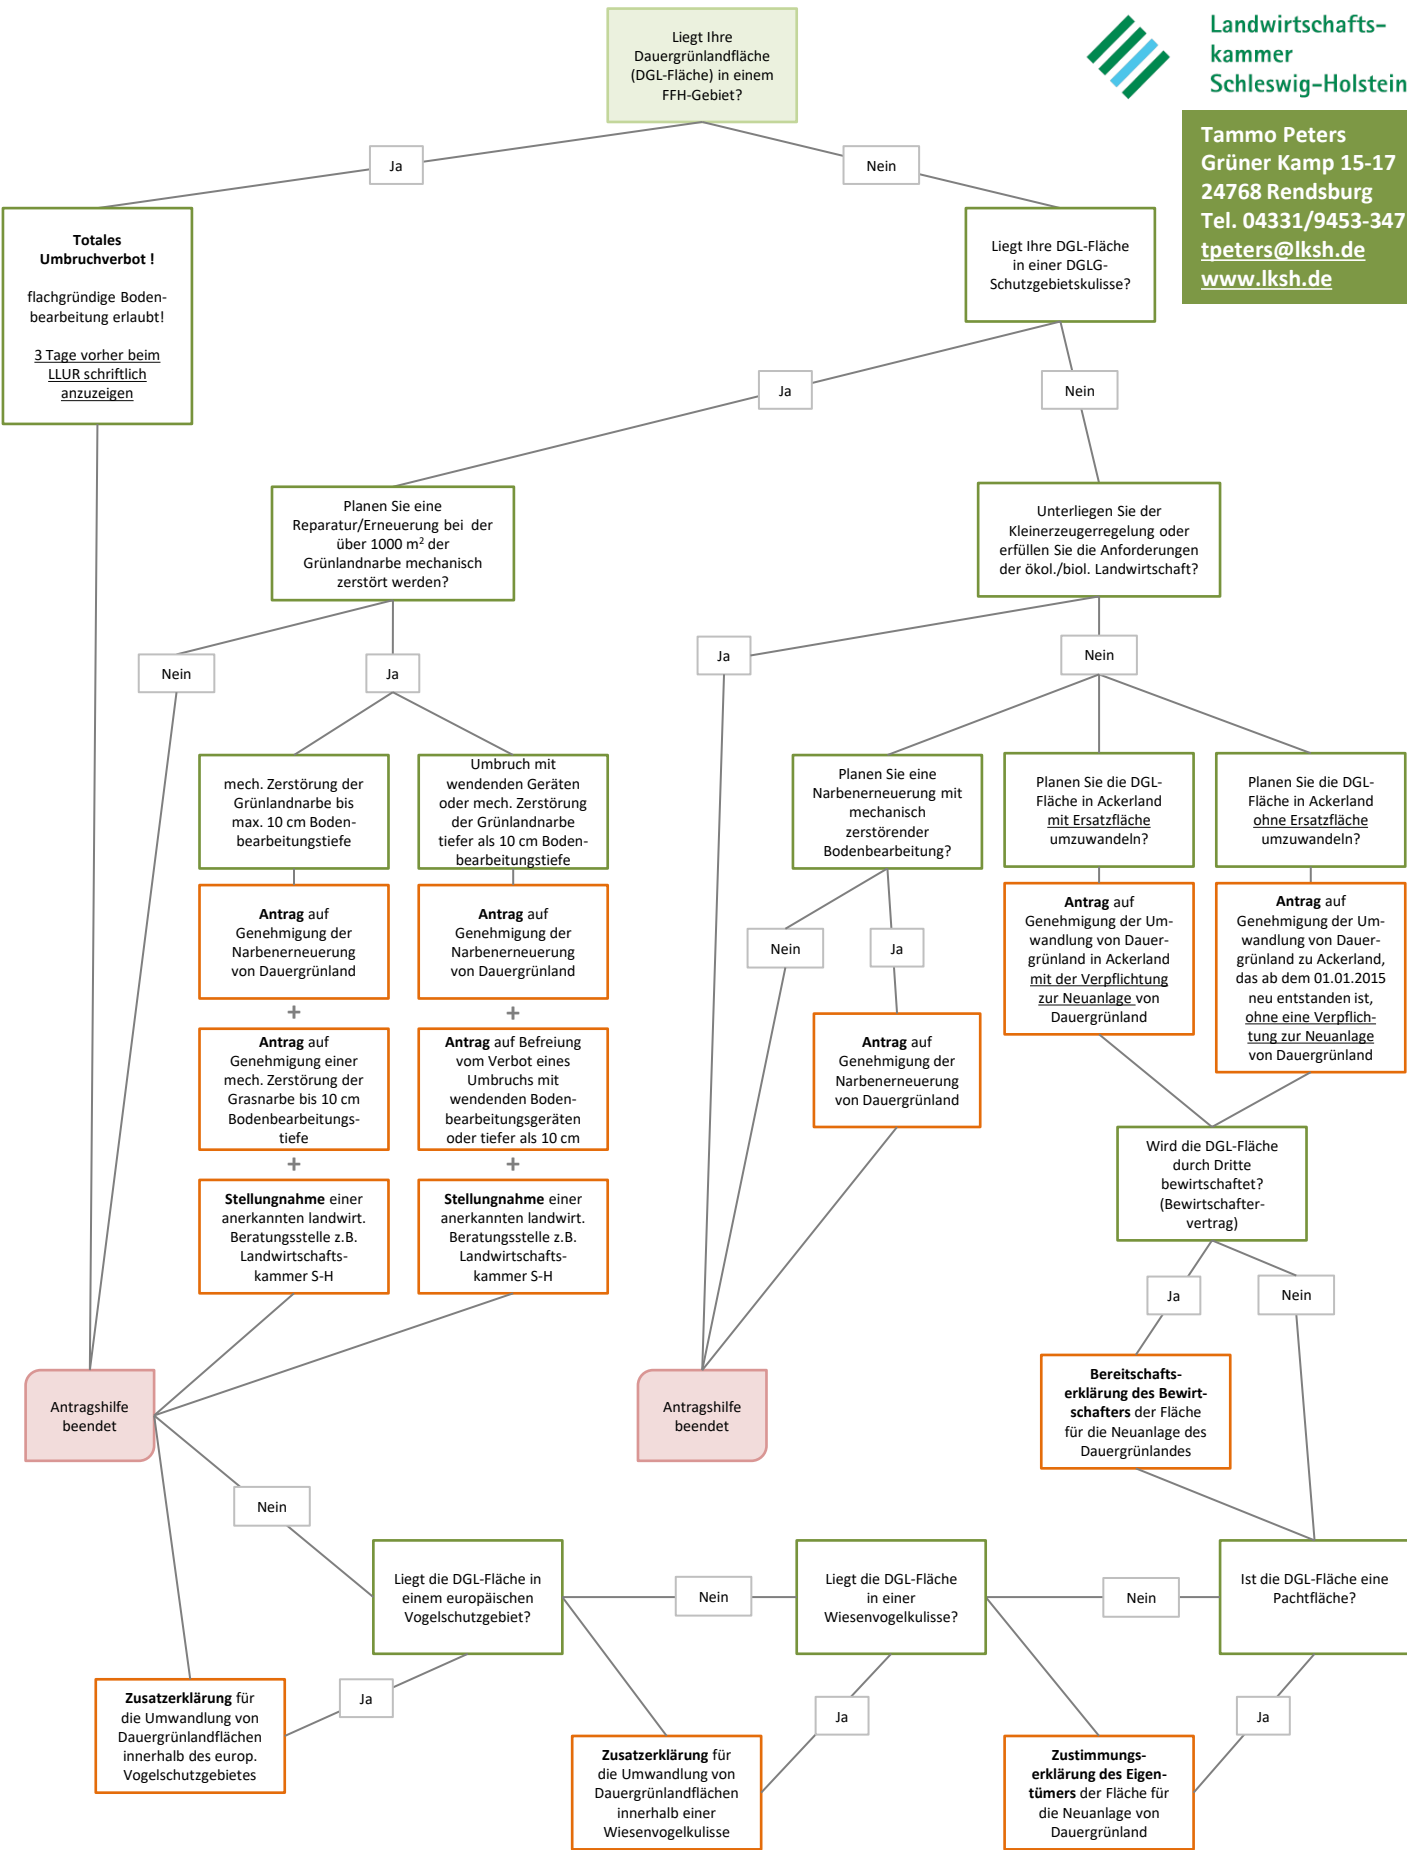 Liegt Ihre
Dauergrünlandfläche
(DGL-Fläche) in einem
FFH-Gebiet?
Landwirtschafts-
kammer
Schleswig-Holstein
Tammo Peters
Grüner Kamp 15-17
24768 Rendsburg
Tel. 04331/9453-347
tpeters@lksh.de
www.lksh.de
Ja
Nein
Totales
Umbruchverbot !
flachgründige Boden-
bearbeitung erlaubt!
3 Tage vorher beim
LLUR schriftlich
anzuzeigen
Liegt Ihre DGL-Fläche
in einer DGLG-
Schutzgebietskulisse?
Ja
Nein
Planen Sie eine
Reparatur/Erneuerung bei der
über 1000 m² der
Grünlandnarbe mechanisch
zerstört werden?
Unterliegen Sie der
Kleinerzeugerregelung oder
erfüllen Sie die Anforderungen
der ökol./biol. Landwirtschaft?
Nein
Ja
Ja
Nein
mech. Zerstörung der
Grünlandnarbe bis
max. 10 cm Boden-
bearbeitungstiefe
Umbruch mit
wendenden Geräten
oder mech. Zerstörung
der Grünlandnarbe
tiefer als 10 cm Boden-
bearbeitungstiefe
Planen Sie eine
Narbenerneuerung mit
mechanisch
zerstörender
Bodenbearbeitung?
Planen Sie die DGL-
Fläche in Ackerland
mit Ersatzfläche
umzuwandeln?
Planen Sie die DGL-
Fläche in Ackerland
ohne Ersatzfläche
umzuwandeln?
Antrag auf
Genehmigung der
Narbenerneuerung
von Dauergrünland
Antrag auf
Genehmigung der
Narbenerneuerung
von Dauergrünland
Nein
Ja
Antrag auf
Genehmigung der Um-
wandlung von Dauer-
grünland in Ackerland
mit der Verpflichtung
zur Neuanlage von
Dauergrünland
Antrag auf
Genehmigung der Um-
wandlung von Dauer-
grünland zu Ackerland,
das ab dem 01.01.2015
neu entstanden ist,
ohne eine Verpflich-
tung zur Neuanlage
von Dauergrünland
+
+
Antrag auf
Genehmigung einer
mech. Zerstörung der
Grasnarbe bis 10 cm
Bodenbearbeitungs-
tiefe
Antrag auf Befreiung
vom Verbot eines
Umbruchs mit
wendenden Boden-
bearbeitungsgeräten
oder tiefer als 10 cm
Antrag auf
Genehmigung der
Narbenerneuerung
von Dauergrünland
+
+
Wird die DGL-Fläche
durch Dritte
bewirtschaftet?
(Bewirtschafter-
vertrag)
Stellungnahme einer
anerkannten landwirt.
Beratungsstelle z.B.
Landwirtschafts-
kammer S-H
Stellungnahme einer
anerkannten landwirt.
Beratungsstelle z.B.
Landwirtschafts-
kammer S-H
Ja
Nein
Antragshilfe
beendet
Antragshilfe
beendet
Bereitschafts-
erklärung des Bewirt-
schafters der Fläche
für die Neuanlage des
Dauergrünlandes
Nein
Liegt die DGL-Fläche in
einem europäischen
Vogelschutzgebiet?
Nein
Liegt die DGL-Fläche
in einer
Wiesenvogelkulisse?
Nein
Ist die DGL-Fläche eine
Pachtfläche?
Ja
Ja
Ja
Zusatzerklärung für
die Umwandlung von
Dauergrünlandflächen
innerhalb des europ.
Vogelschutzgebietes
Zusatzerklärung für
die Umwandlung von
Dauergrünlandflächen
innerhalb einer
Wiesenvogelkulisse
Zustimmungs-
erklärung des Eigen-
tümers der Fläche für
die Neuanlage von
Dauergrünland